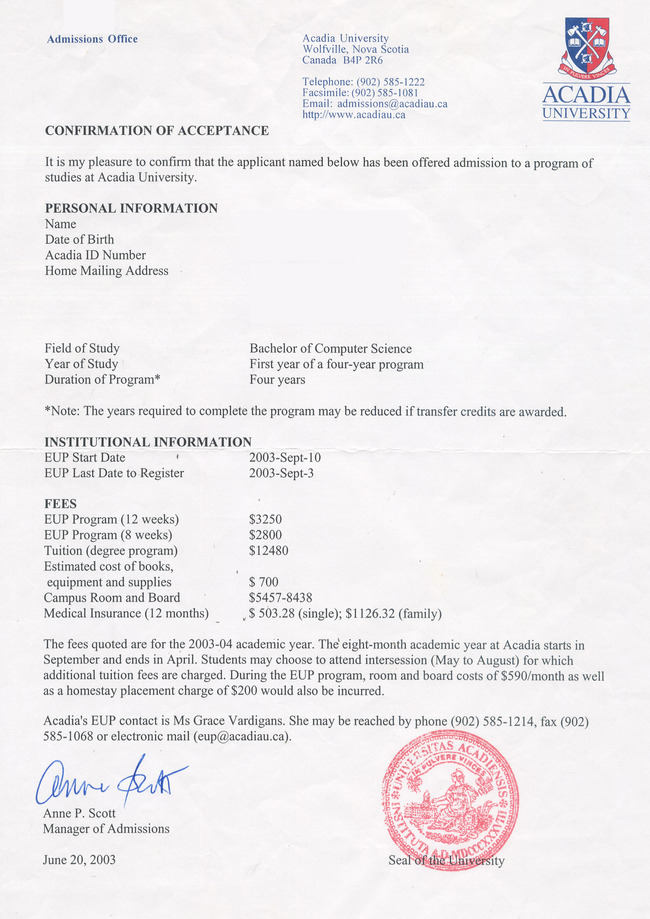 Admissions Office
Acadia University
Wolfville, Nova Scotia
Canada B4P 2R6
Telephone: (902) 585-1222
Facsimile: (902) 585-1081
Email: admissions@acadiau.ca
http://www.acadiau.ca
IN PULVERE VINCES
ACADIA
UNIVERSITY
CONFIRMATION OF ACCEPTANCE
It is my pleasure to confirm that the applicant named below has been offered admission to a program of
studies at Acadia University.
PERSONAL INFORMATION
Name
Date of Birth
Acadia ID Number
Home Mailing Address
Field of Study Bachelor of Computer Science
Year of Study First year of a four-year program
Duration of Program* Four years
*Note: The years required to complete the program may be reduced if transfer credits are awarded.
INSTITUTIONAL INFORMATION
EUP Start Date 2003-Sept-10
EUP Last Date to Register 2003-Sept-3
FEES
EUP Program (12 weeks) $3250
EUP Program (8 weeks) $2800
Tuition (degree program) $12480
Estimated cost of books,
equipment and supplies $ 700
Campus Room and Board $5457-8438
Medical Insurance (12 months) $ 503.28 (single); $1126.32 (family)
The fees quoted are for the 2003-04 academic year. The eight-month academic year at Acadia starts in
September and ends in April. Students may choose to attend intersession (May to August) for which
additional tuition fees are charged. During the EUP program, room and board costs of $590/month as well
as a homestay placement charge of $200 would also be incurred.
Acadia's EUP contact is Ms Grace Vardigans. She may be reached by phone (902) 585-1214, fax (902)
585-1068 or electronic mail (eup@acadiau.ca).
Anne Scott
Anne P. Scott
Manager of Admissions
June 20, 2003
UNIVERSITAS ACADIENSIS
IN PULVERE VINCES
INSTITUTA A.D. MDCCCXXXVIII
Seal of the University